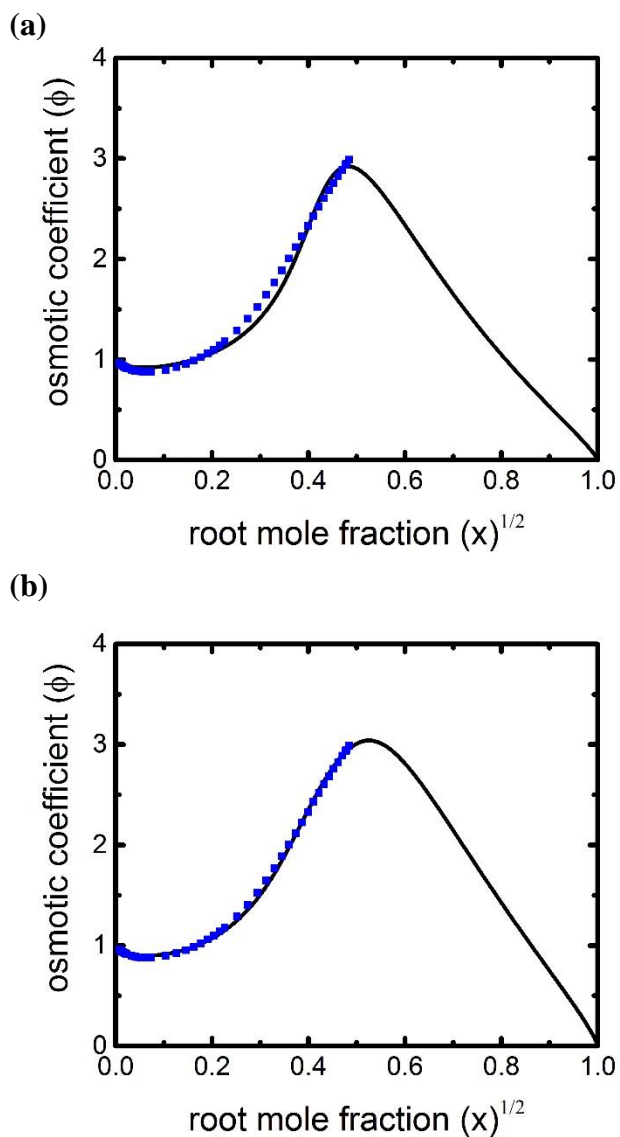 (a)
4
3
2
1
0
osmotic coefficient (ϕ)
0.0 0.2 0.4 0.6 0.8 1.0
root mole fraction (x)^1/2
(b)
4
3
2
1
0
osmotic coefficient (ϕ)
0.0 0.2 0.4 0.6 0.8 1.0
root mole fraction (x)^1/2